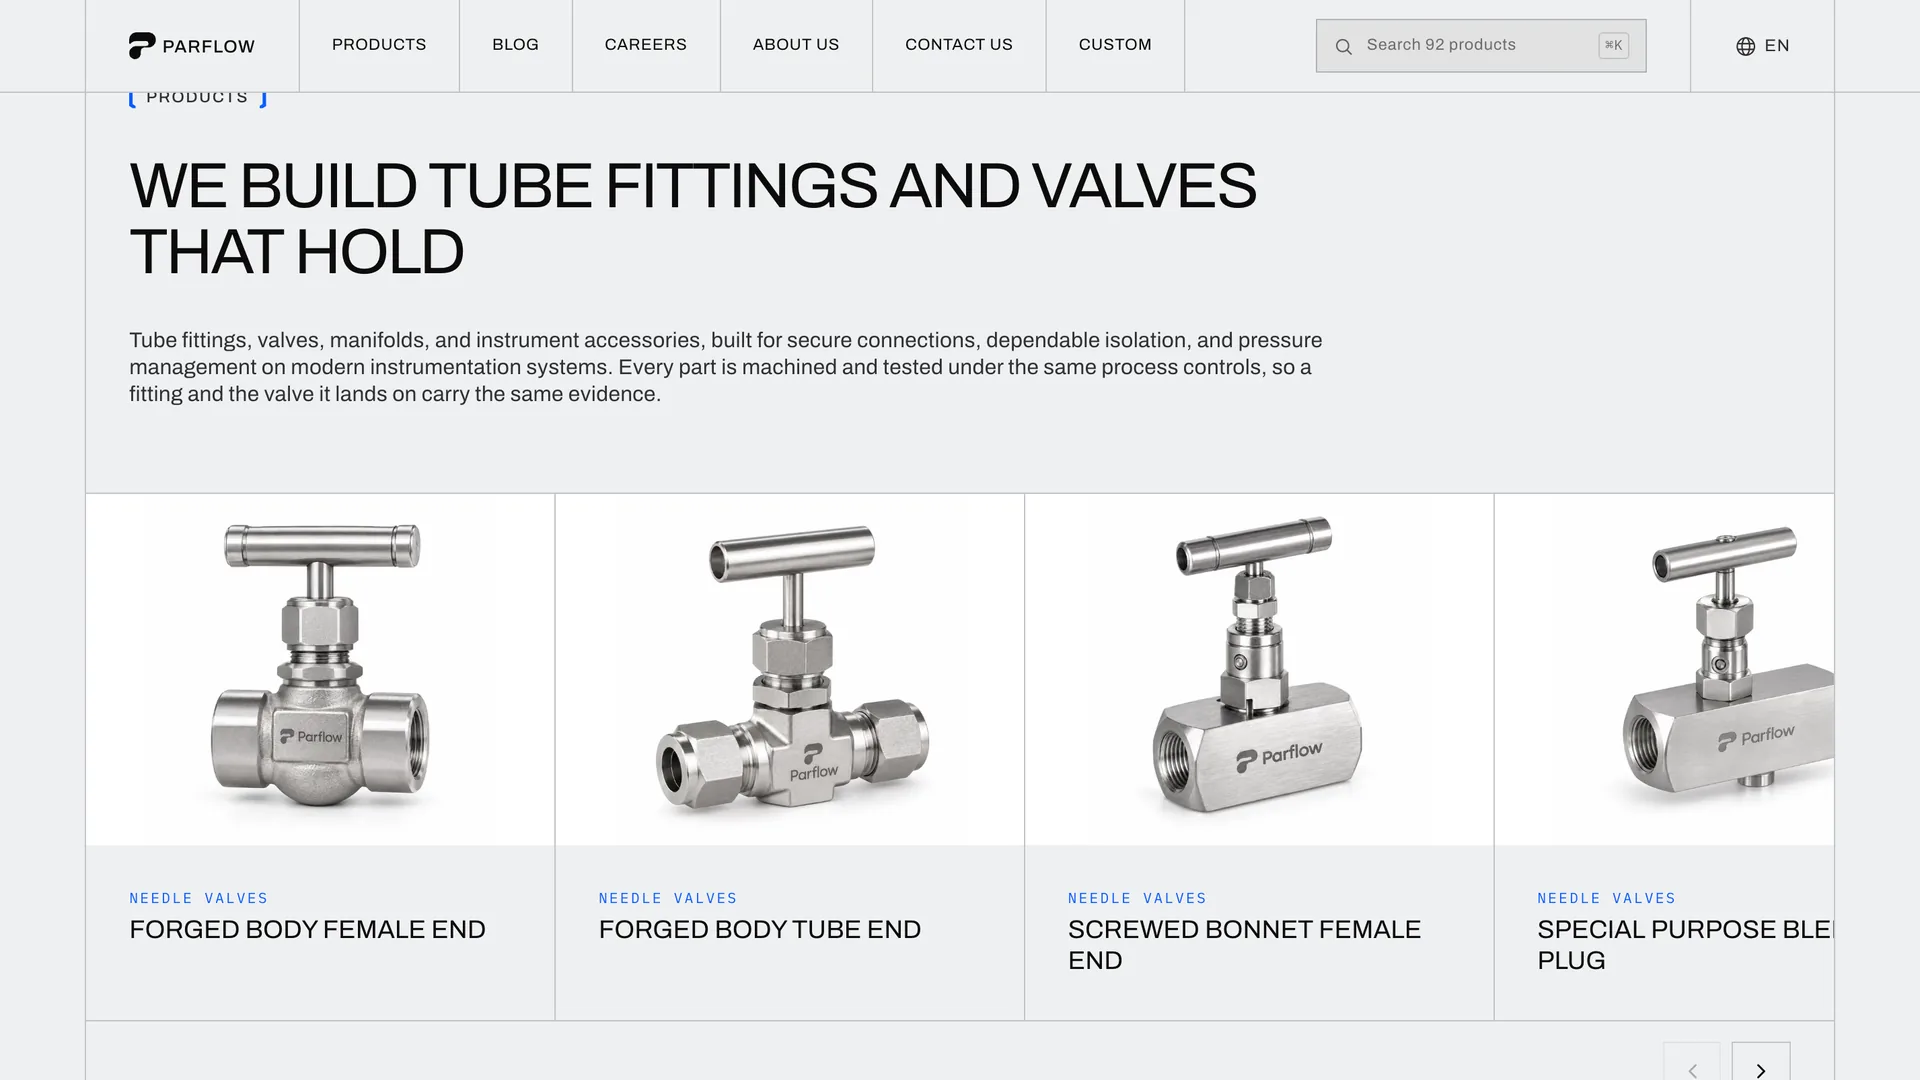 PARFLOW
PRODUCTS
BLOG
CAREERS
ABOUT US
CONTACT US
CUSTOM
Search 92 products
⌘K
EN
PRODUCTS
WE BUILD TUBE FITTINGS AND VALVES
THAT HOLD
Tube fittings, valves, manifolds, and instrument accessories, built for secure connections, dependable isolation, and pressure
management on modern instrumentation systems. Every part is machined and tested under the same process controls, so a
fitting and the valve it lands on carry the same evidence.
Parflow
Parflow
Parflow
Parflow
NEEDLE VALVES
FORGED BODY FEMALE END
NEEDLE VALVES
FORGED BODY TUBE END
NEEDLE VALVES
SCREWED BONNET FEMALE
END
NEEDLE VALVES
SPECIAL PURPOSE
PLUG